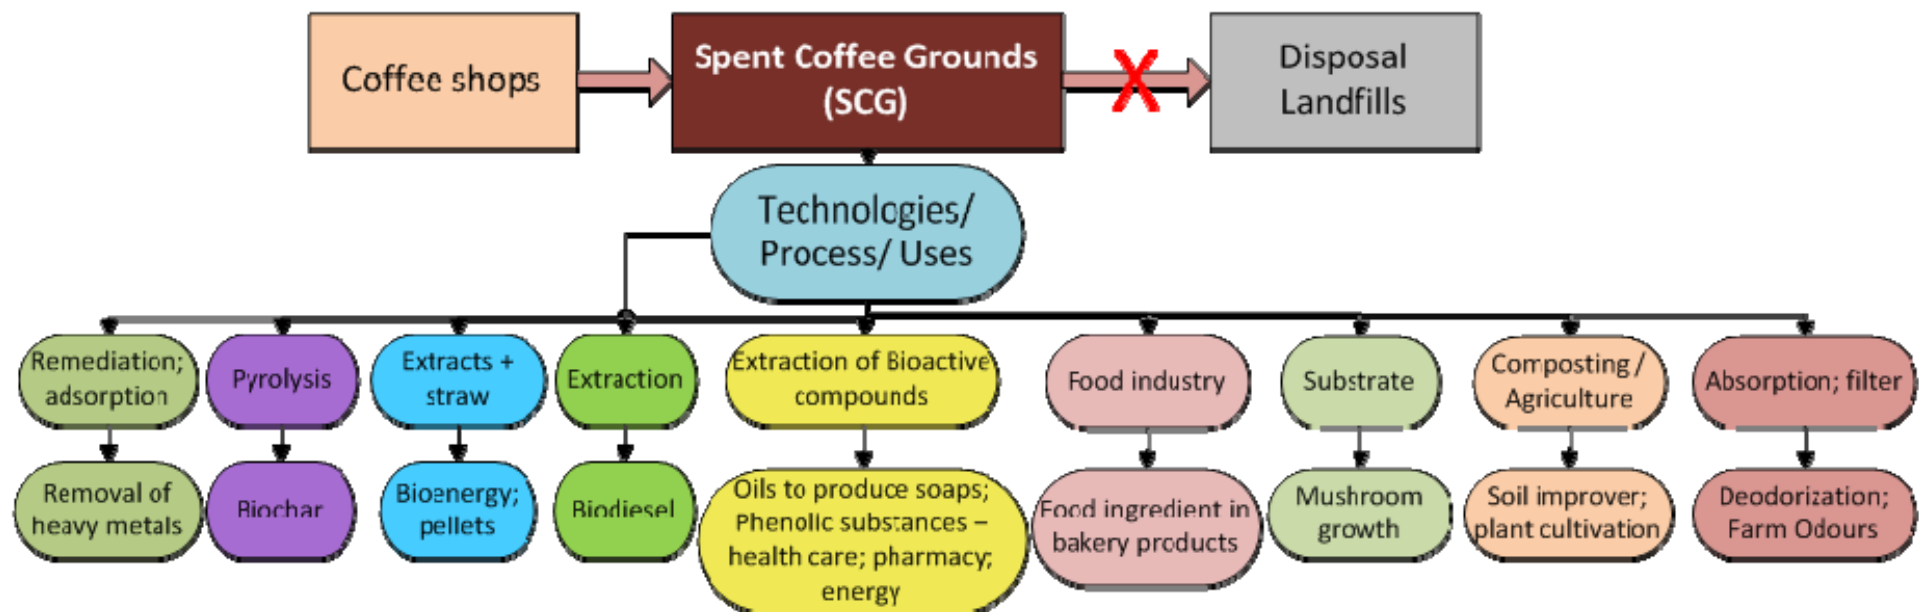 Coffee shops
Spent Coffee Grounds
(SCG)
X
Disposal
Landfills
Technologies/
Process/ Uses
Remediation;
adsorption
Pyrolysis
Extracts +
straw
Extraction
Extraction of Bioactive
compounds
Food industry
Substrate
Composting /
Agriculture
Absorption; filter
Removal of
heavy metals
Biochar
Bioenergy;
pellets
Biodiesel
Oils to produce soaps;
Phenolic substances –
health care; pharmacy;
energy
Food ingredient in
bakery products
Mushroom
growth
Soil improver;
plant cultivation
Deodorization;
Farm Odours